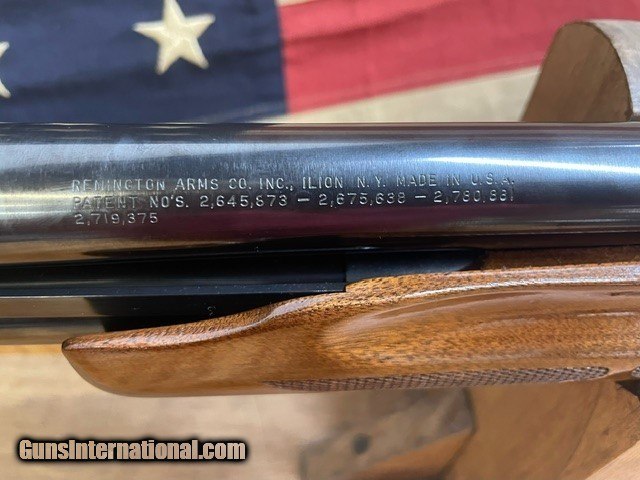 REMINGTON ARMS CO. INC., ILION N.Y. MADE IN U.S.A.
PATENT NO'S. 2,645,873 – 2,675,638 – 2,780,881
2,719,375
GunsInternational.com